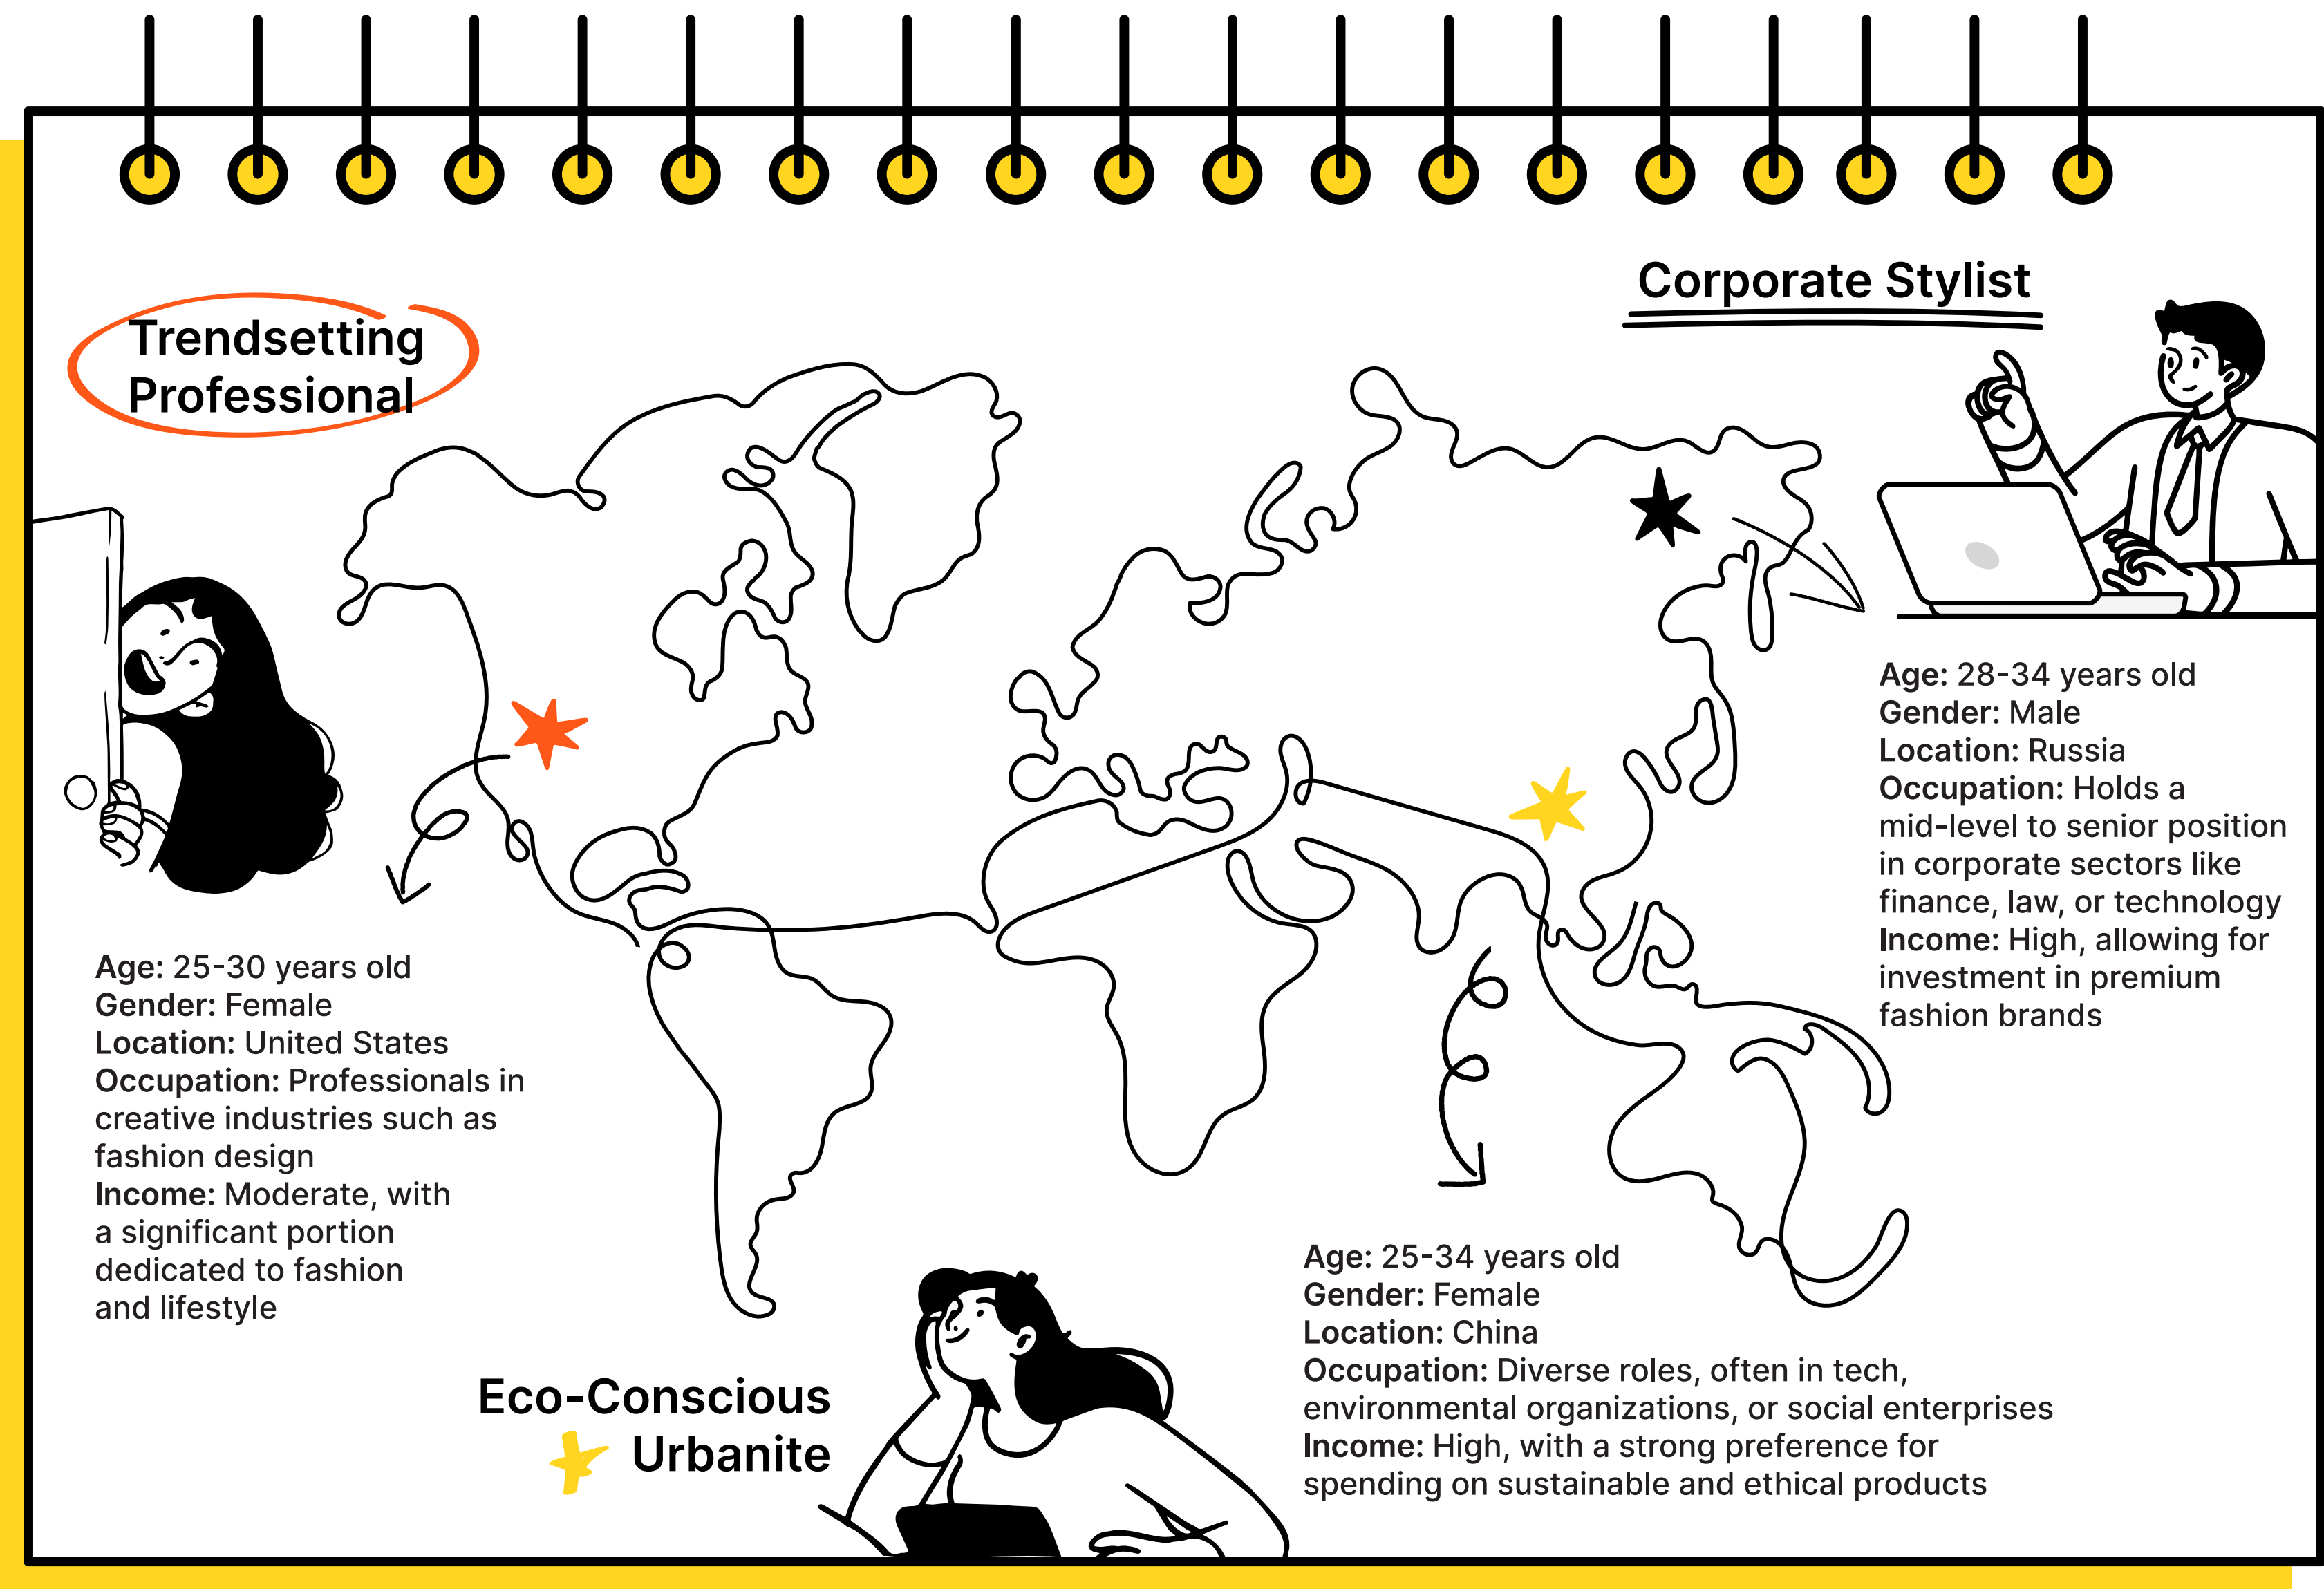 Trendsetting
Professional
Age: 25-30 years old
Gender: Female
Location: United States
Occupation: Professionals in
creative industries such as
fashion design
Income: Moderate, with
a significant portion
dedicated to fashion
and lifestyle
Corporate Stylist
Age: 28-34 years old
Gender: Male
Location: Russia
Occupation: Holds a
mid-level to senior position
in corporate sectors like
finance, law, or technology
Income: High, allowing for
investment in premium
fashion brands
Eco-Conscious
Urbanite
Age: 25-34 years old
Gender: Female
Location: China
Occupation: Diverse roles, often in tech,
environmental organizations, or social enterprises
Income: High, with a strong preference for
spending on sustainable and ethical products